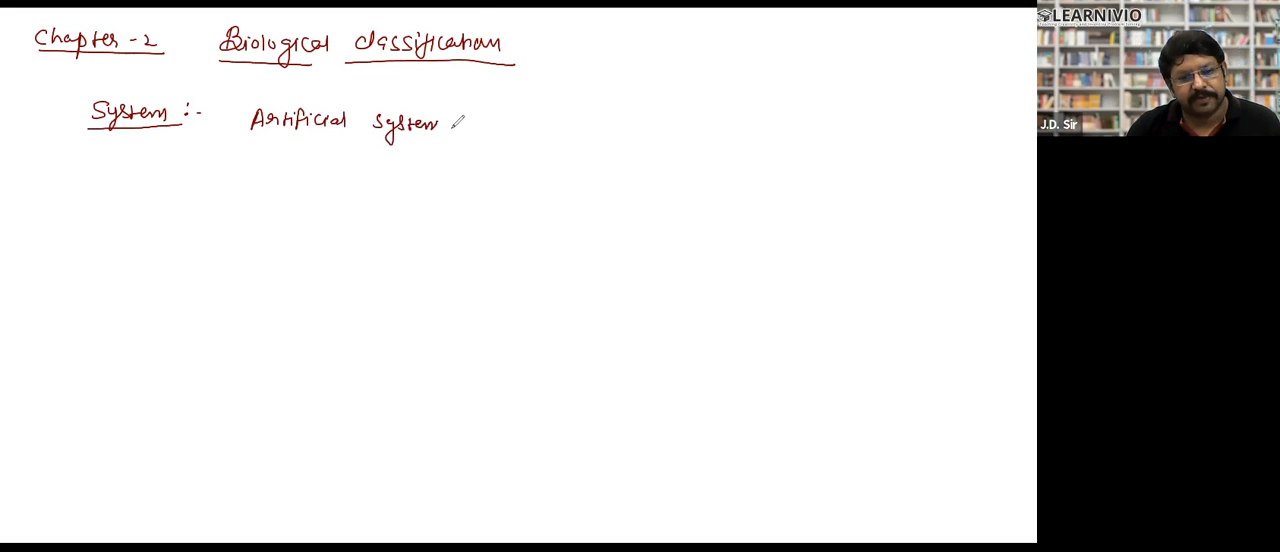 Chapter - 2 Biological classification
System :- Artificial system
LEARNIVIO
J.D. Sir